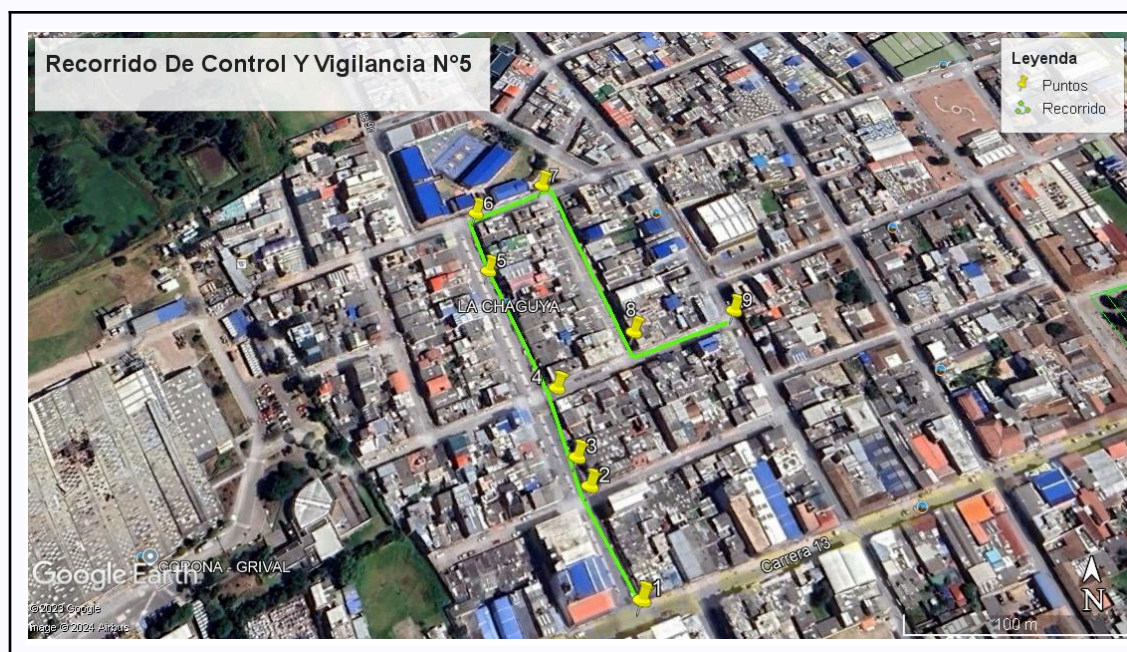 Recorrido De Control Y Vigilancia N°5
Leyenda
Puntos
Recorrido
7
6
5
LA CHAGUYA
9
8
4
3
2
Carrera 13
CORONA - GRIVAL
Google Earth
1
N
©2023 Google
Image © 2024 Airbus
100 m